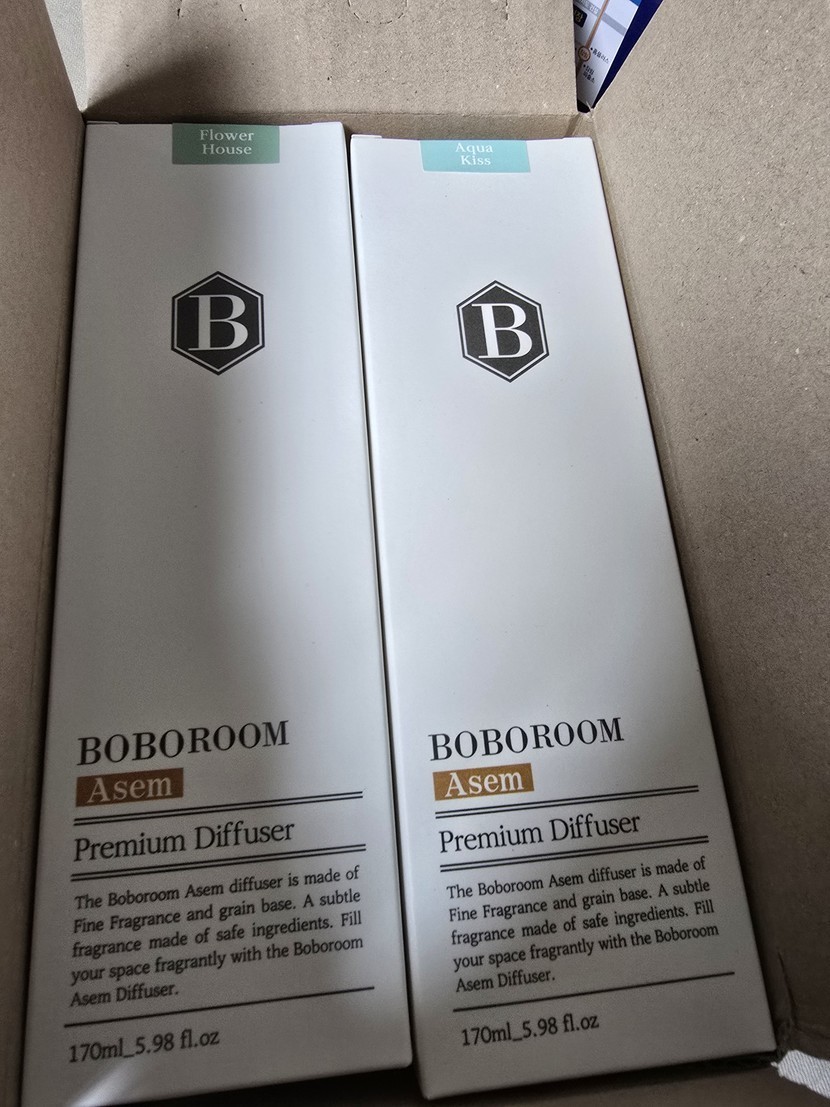 Flower
House
B
BOBOROOM
Asem
Premium Diffuser
The Boboroom Asem diffuser is made of
Fine Fragrance and grain base. A subtle
fragrance made of safe ingredients. Fill
your space fragrantly with the Boboroom
Asem Diffuser.
170ml_5.98 fl.oz
Aqua
Kiss
B
BOBOROOM
Asem
Premium Diffuser
The Boboroom Asem diffuser is made of
Fine Fragrance and grain base. A subtle
fragrance made of safe ingredients. Fill
your space fragrantly with the Boboroom
Asem Diffuser.
170ml_5.98 fl.oz